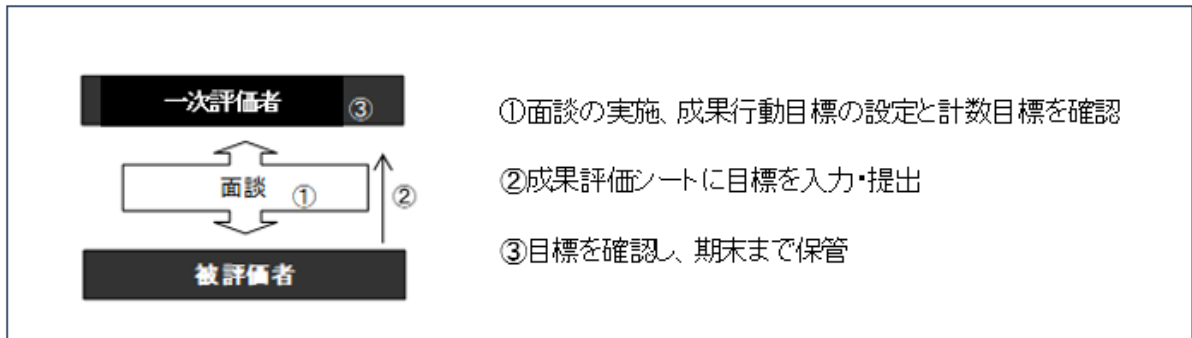 一次評価者 ③
①面談の実施、成果行動目標の設定と計数目標を確認
面談 ①
②
②成果評価シートに目標を入力・提出
③目標を確認し、期末まで保管
被評価者